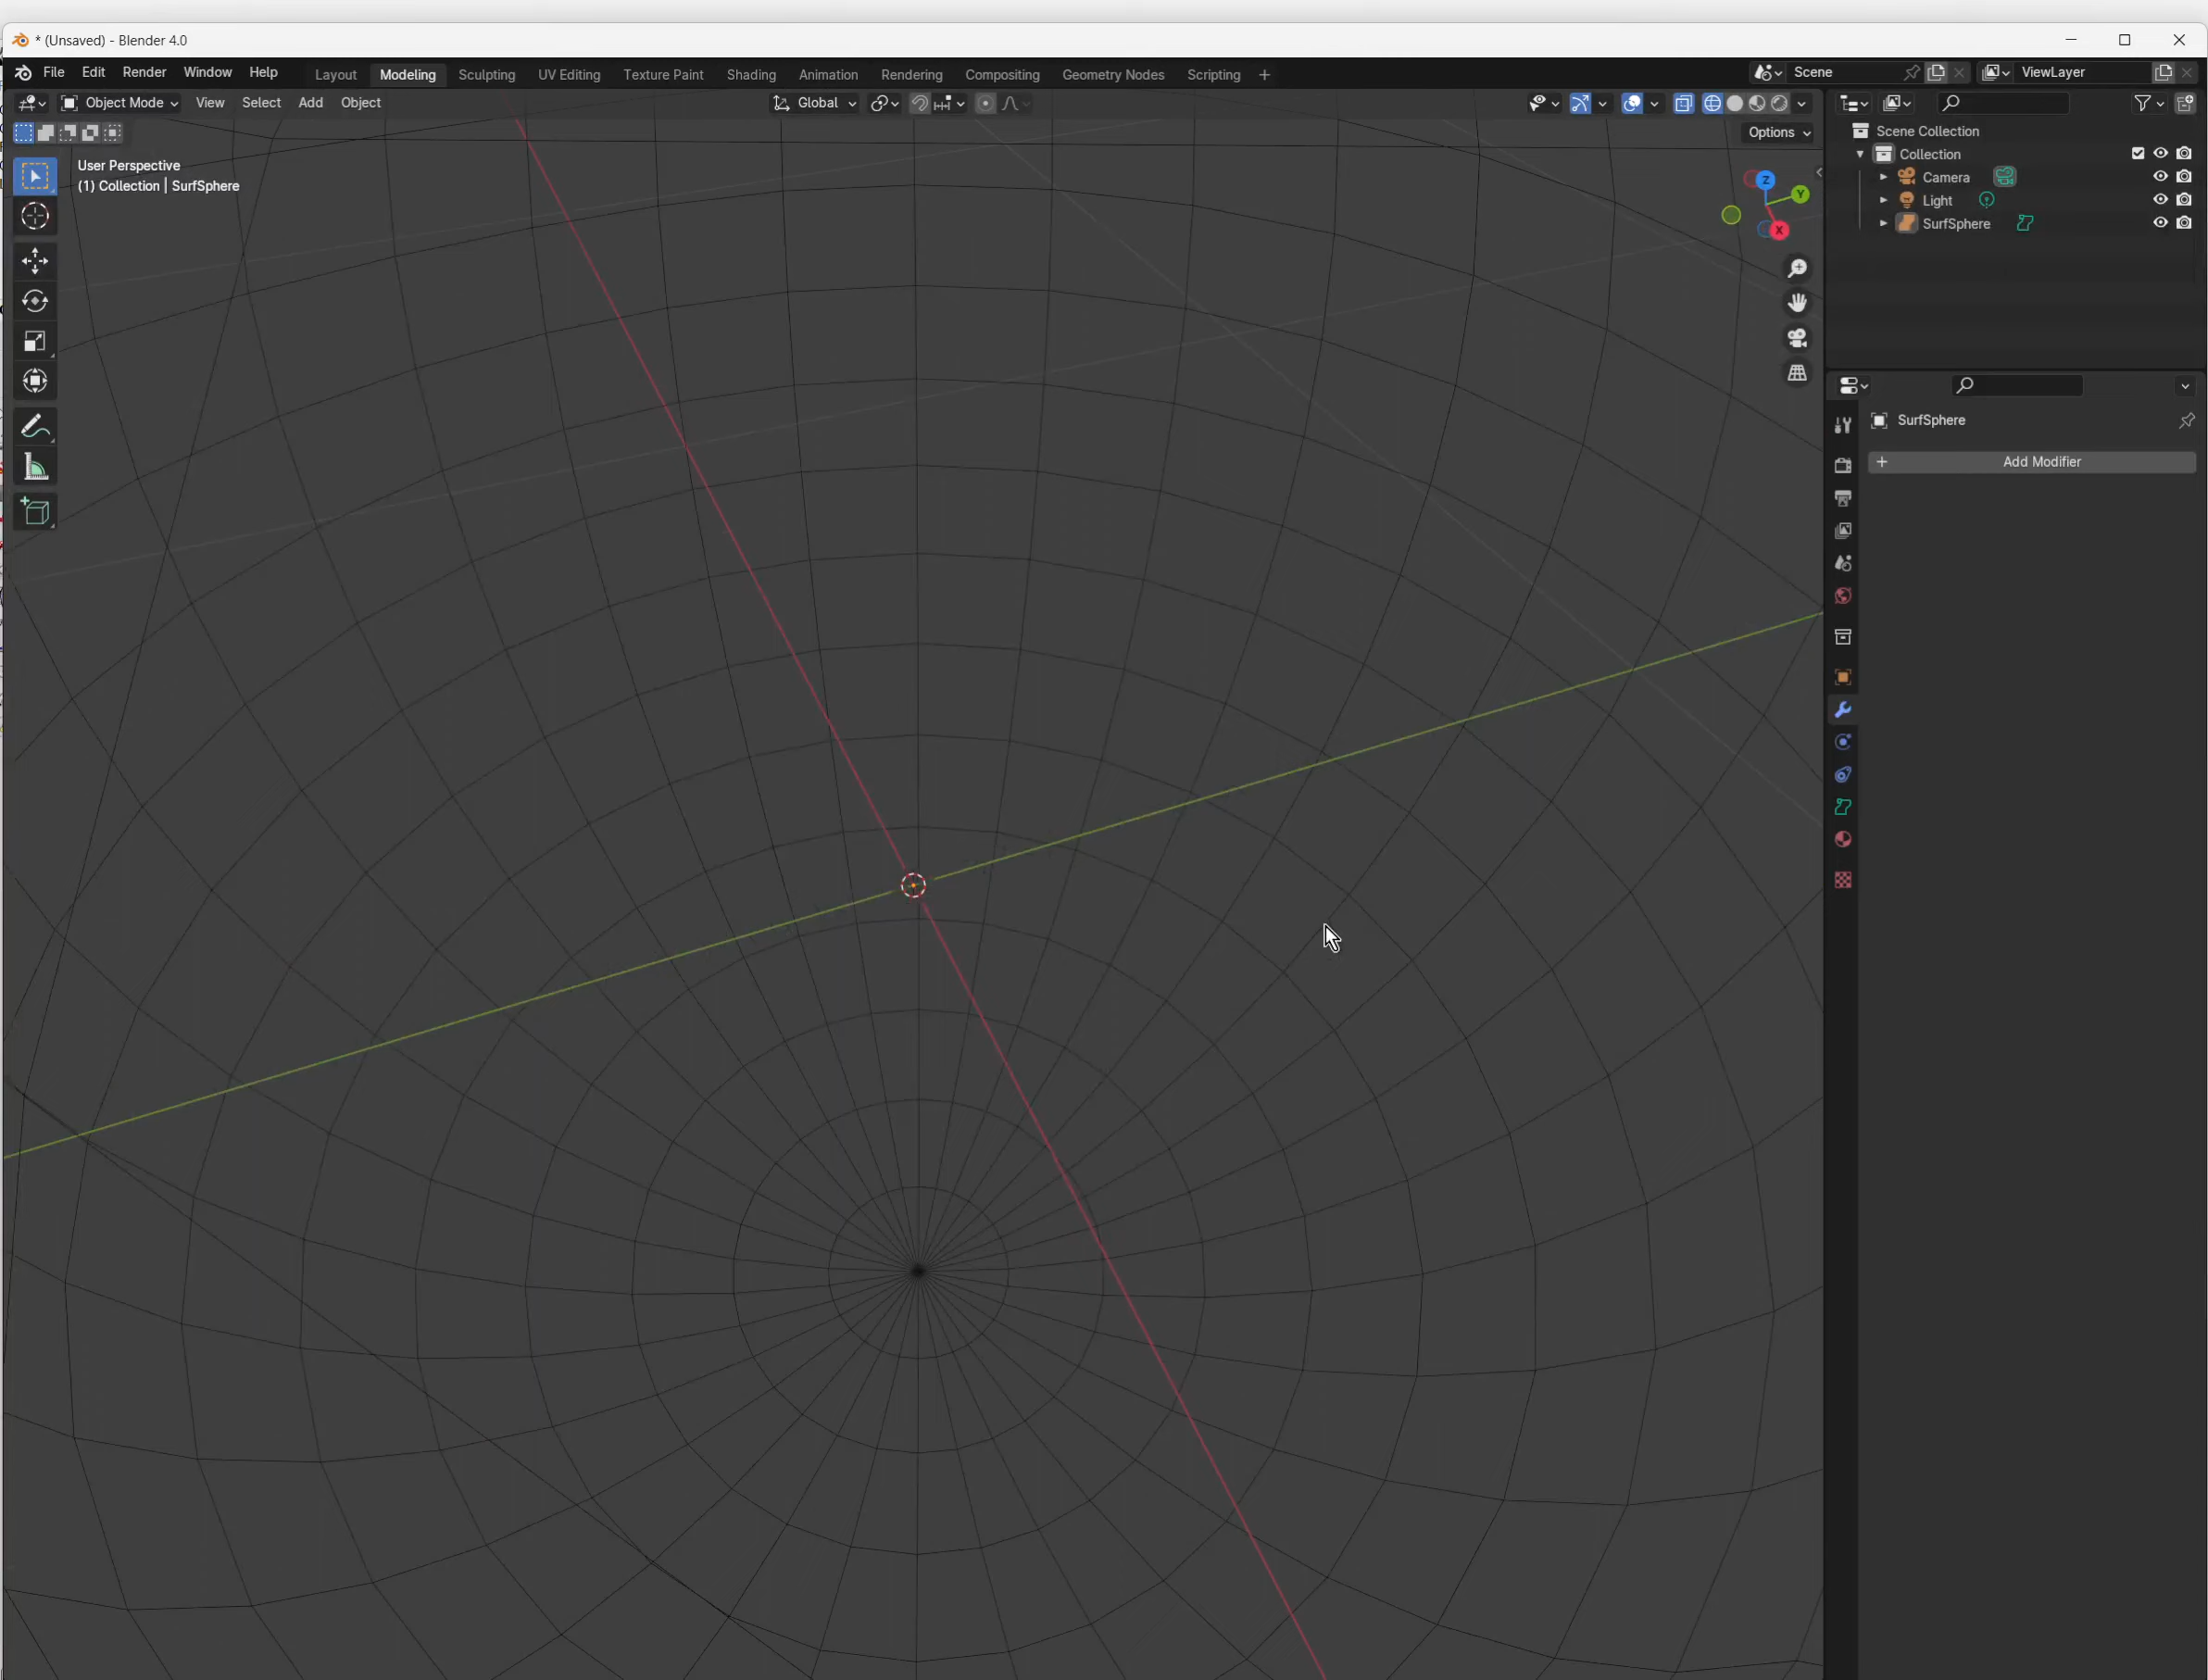 * (Unsaved) - Blender 4.0
File Edit Render Window Help Layout Modeling Sculpting UV Editing Texture Paint Shading Animation Rendering Compositing Geometry Nodes Scripting + Scene ViewLayer
Object Mode View Select Add Object Global
Options
User Perspective
(1) Collection | SurfSphere
Z
Y
X
Scene Collection
Collection
Camera
Light
SurfSphere
SurfSphere
+ Add Modifier